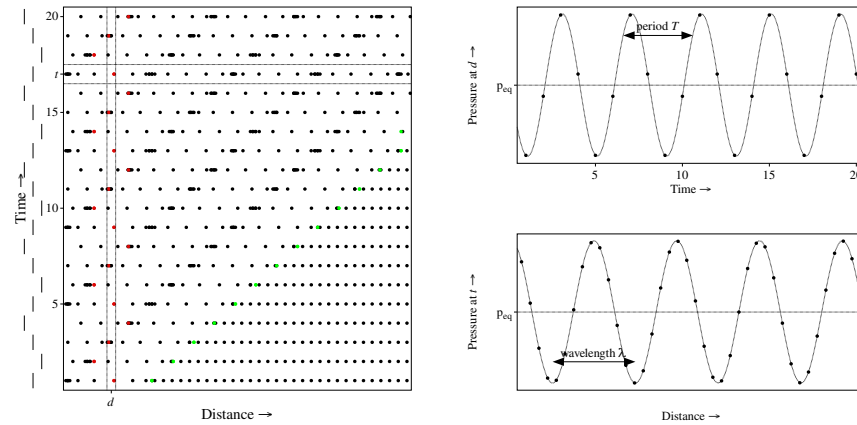 20
t
15
10
5
Time →
d
Distance →
Pressure at d →
period T
p_eq
5
10
15
20
Time →
Pressure at t →
p_eq
wavelength λ
Distance →